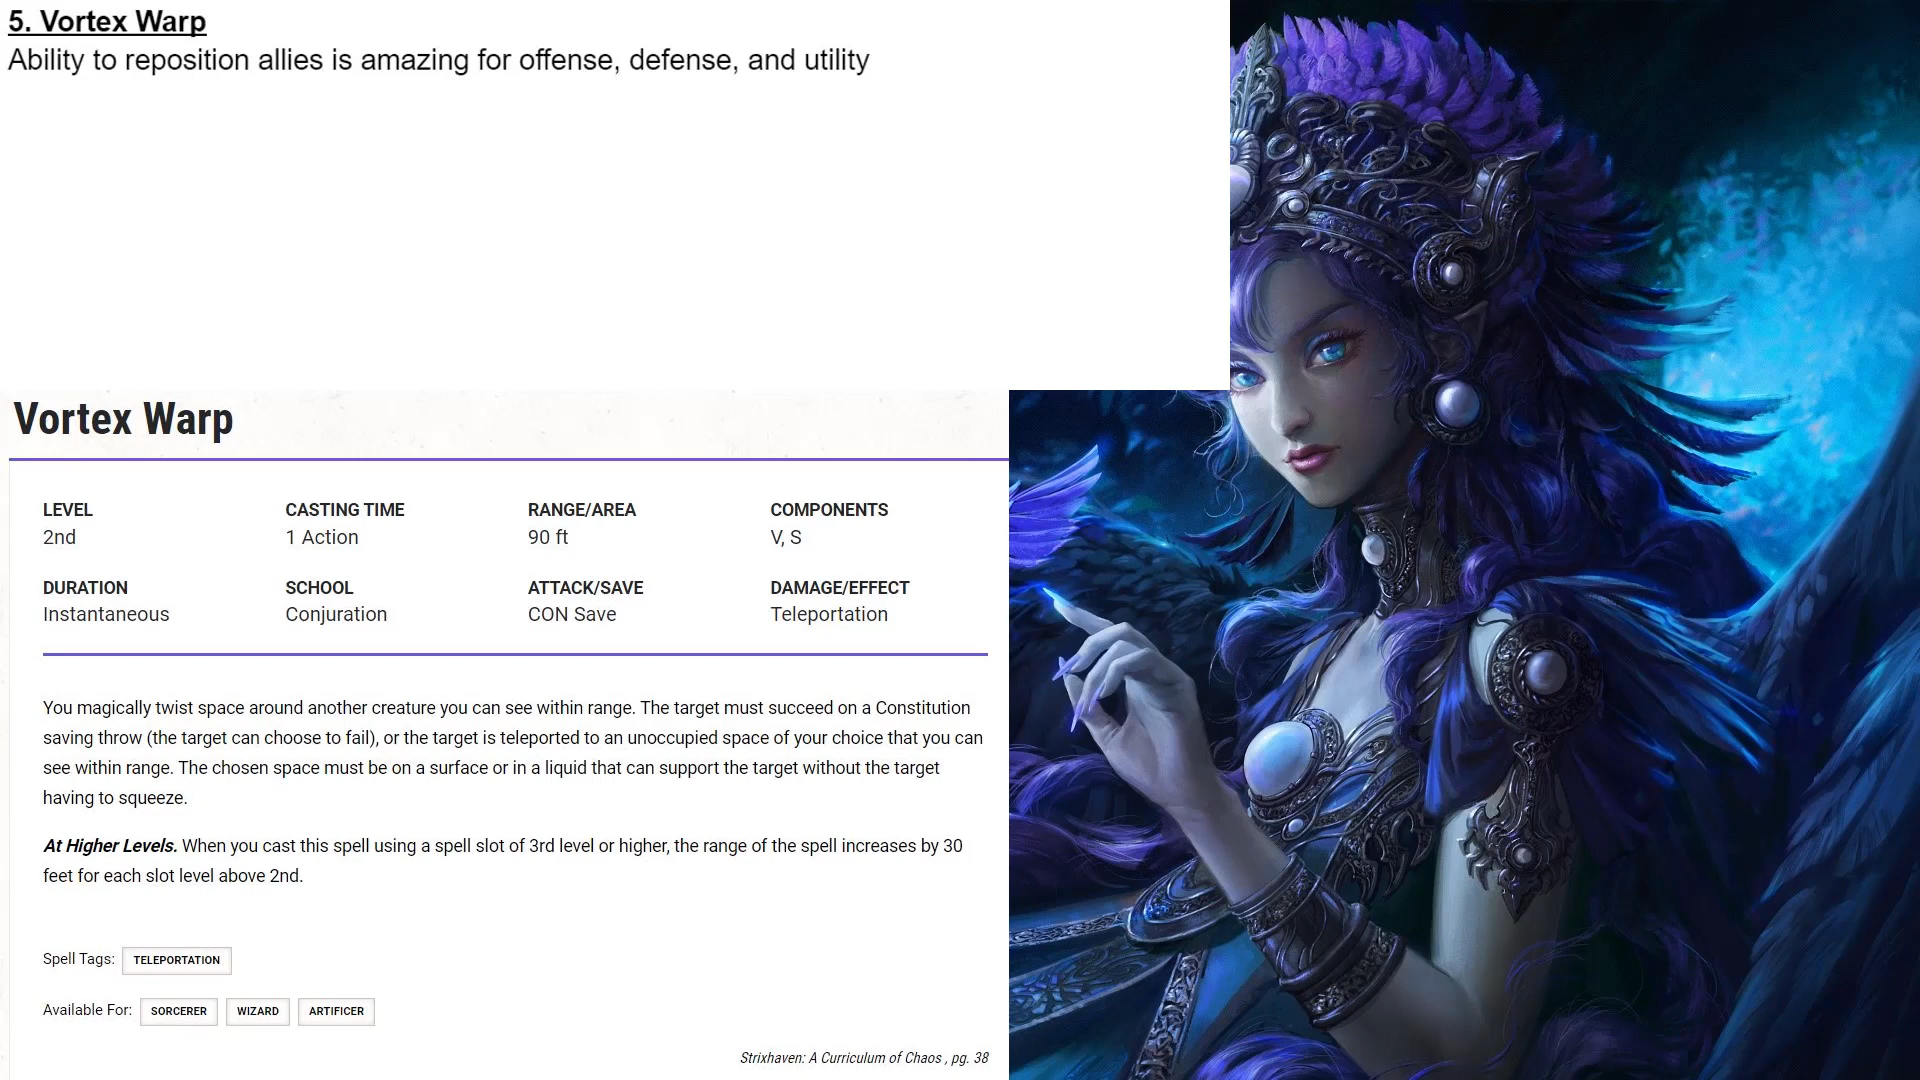 5. Vortex Warp
Ability to reposition allies is amazing for offense, defense, and utility
Vortex Warp
LEVEL CASTING TIME RANGE/AREA COMPONENTS
2nd 1 Action 90 ft V, S
DURATION SCHOOL ATTACK/SAVE DAMAGE/EFFECT
Instantaneous Conjuration CON Save Teleportation
You magically twist space around another creature you can see within range. The target must succeed on a Constitution
saving throw (the target can choose to fail), or the target is teleported to an unoccupied space of your choice that you can
see within range. The chosen space must be on a surface or in a liquid that can support the target without the target
having to squeeze.
At Higher Levels. When you cast this spell using a spell slot of 3rd level or higher, the range of the spell increases by 30
feet for each slot level above 2nd.
Spell Tags: TELEPORTATION
Available For: SORCERER WIZARD ARTIFICER
Strixhaven: A Curriculum of Chaos , pg. 38